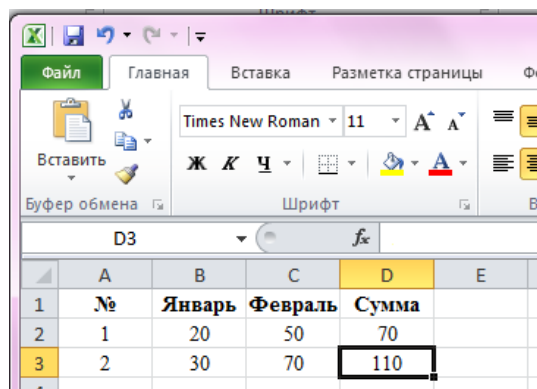 Файл Главная Вставка Разметка страницы
Times New Roman 11 А А
Вставить Ж К Ч А
Буфер обмена Шрифт
D3 fx
A B C D E
1 № Январь Февраль Сумма
2 1 20 50 70
3 2 30 70 110